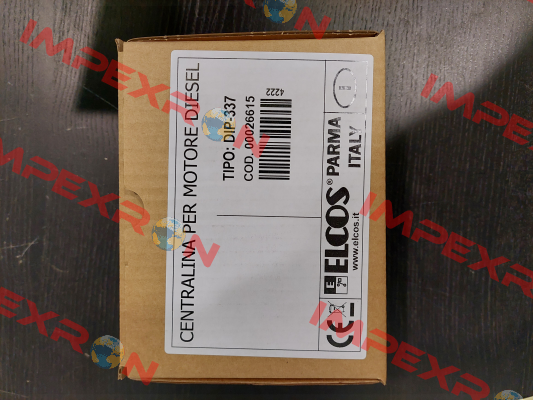 CENTRALINA PER MOTORE DIESEL
TIPO: DIP-337
COD. 00026615
4222
ELCOS® PARMA
ITALY
www.elcos.it
CE
IMPEXRON
IMPEXRON
IMPEXRON
IMPEXRON
IMPEXRON
IMPEXRON